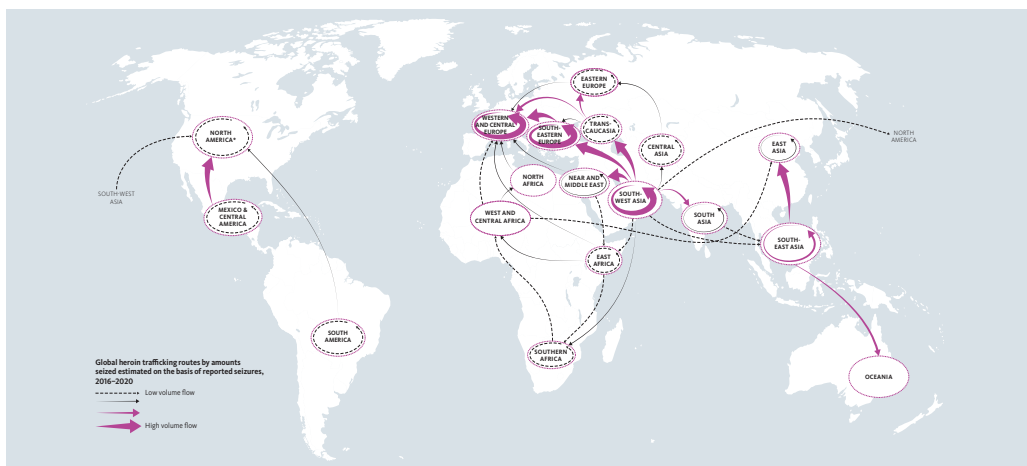 EASTERN
EUROPE
WESTERN
AND CENTRAL
EUROPE
SOUTH-
EASTERN
EUROPE
TRANS-
CAUCASIA
NORTH
AMERICA*
CENTRAL
ASIA
EAST
ASIA
NORTH
AMERICA
SOUTH-WEST
ASIA
NORTH
AFRICA
NEAR AND
MIDDLE EAST
SOUTH-
WEST ASIA
MEXICO &
CENTRAL
AMERICA
WEST AND
CENTRAL AFRICA
SOUTH
ASIA
SOUTH-
EAST ASIA
EAST
AFRICA
SOUTH
AMERICA
SOUTHERN
AFRICA
OCEANIA
Global heroin trafficking routes by amounts
seized estimated on the basis of reported seizures,
2016–2020
Low volume flow
High volume flow